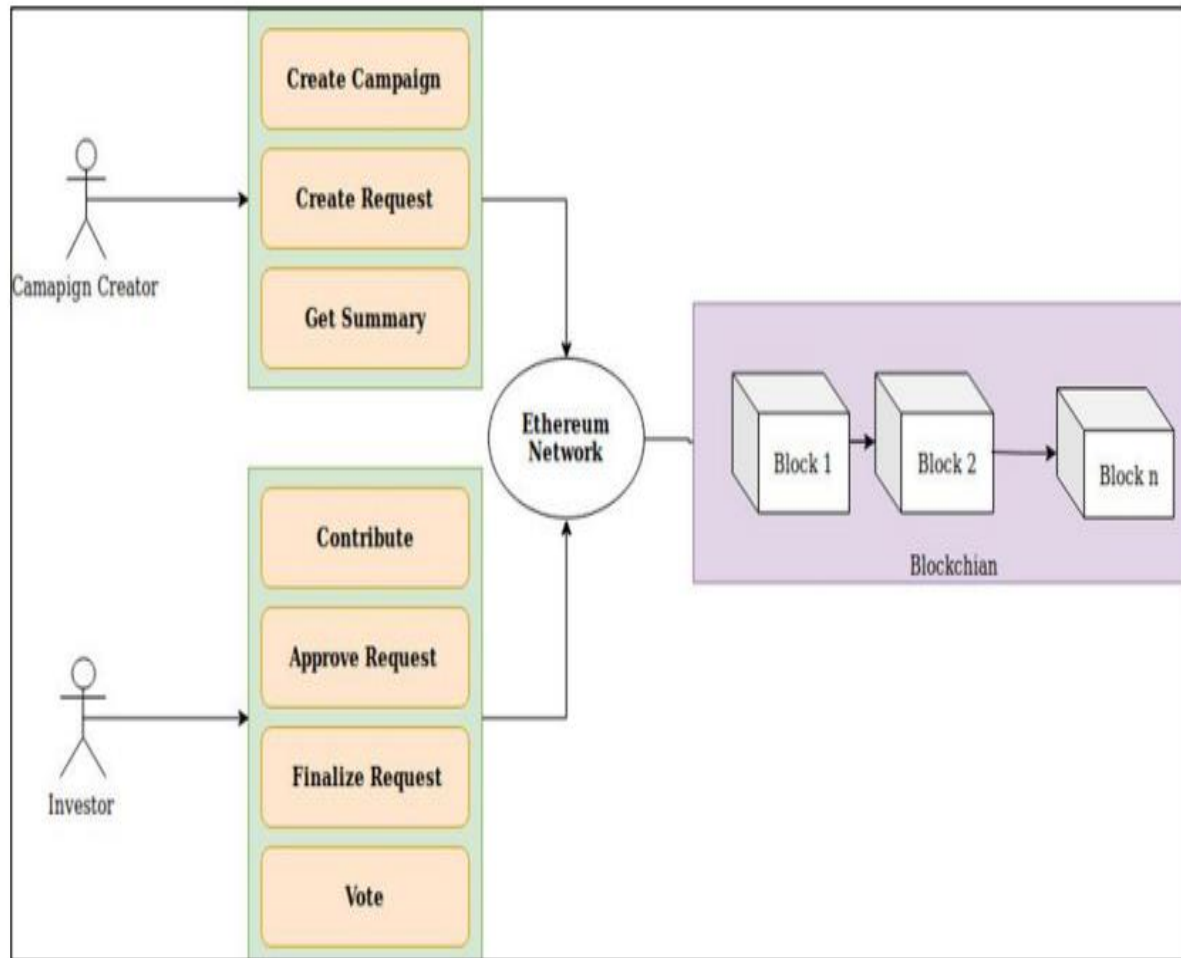 Create Campaign
Create Request
Get Summary
Camapign Creator
Ethereum
Network
Block 1
Block 2
Block n
Blockchian
Contribute
Approve Request
Finalize Request
Vote
Investor